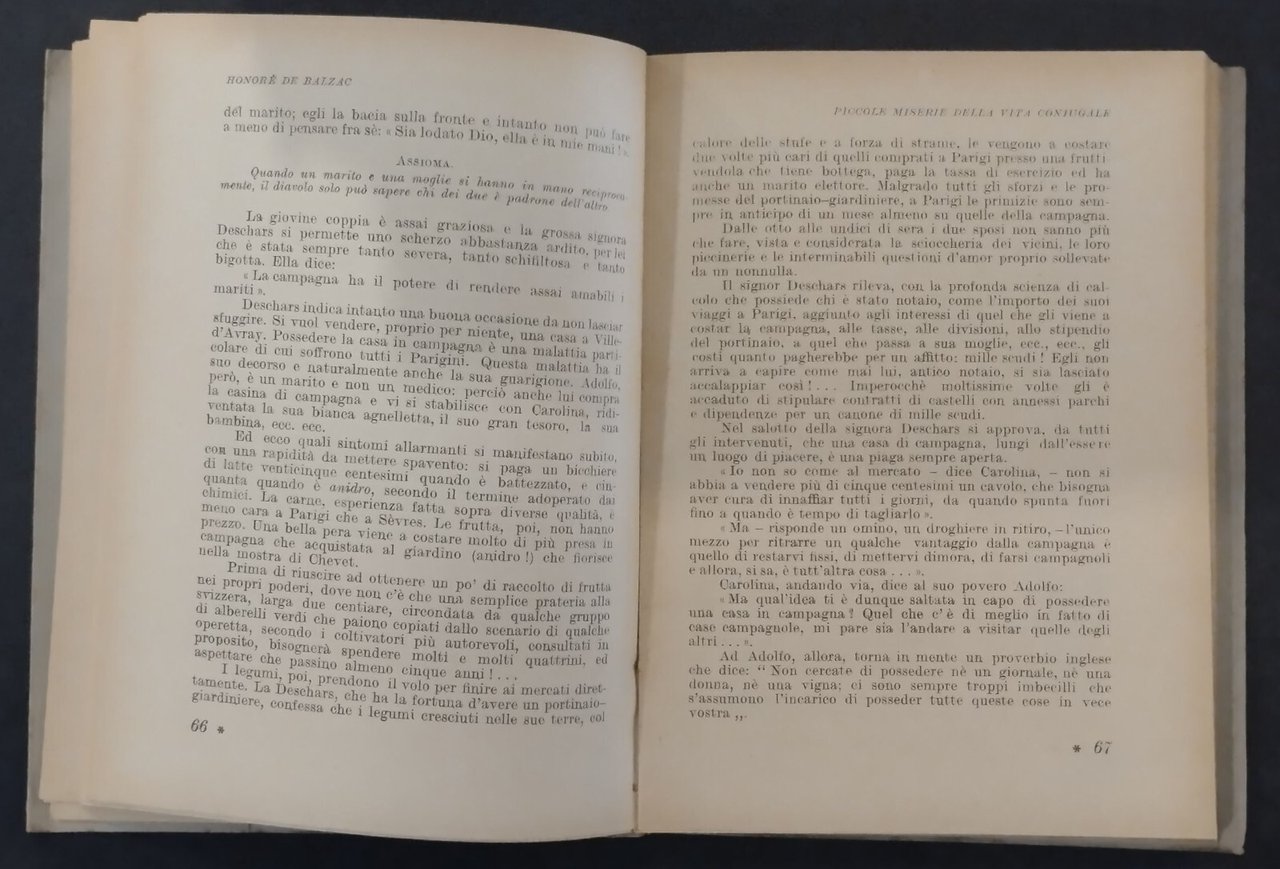 HONORÉ DE BALZAC
del marito; egli la bacia sulla fronte e intanto non può fare
a meno di pensare fra sè: « Sia lodato Dio, ella è in mie mani! ».
ASSIOMA.
Quando un marito e una moglie si hanno in mano reciproca-
mente, il diavolo solo può sapere chi dei due è padrone dell'altro.
La giovine coppia è assai graziosa e la grossa signora
Deschars si permette uno scherzo abbastanza ardito, per lei
che è stata sempre tanto severa, tanto schifiltosa e tanto
bigotta. Ella dice:
« La campagna ha il potere di rendere assai amabili i
mariti ».
Deschars indica intanto una buona occasione da non lasciar
sfuggire. Si vuol vendere, proprio per niente, una casa a Ville-
d'Avray. Possedere la casa in campagna è una malattia parti-
colare di cui soffrono tutti i Parigini. Questa malattia ha il
suo decorso e naturalmente anche la sua guarigione. Adolfo,
però, è un marito e non un medico; perciò anche lui compra
la casina di campagna e vi si stabilisce con Carolina, ridi-
ventata la sua bianca agnelletta, il suo gran tesoro, la sua
bambina, ecc. ecc.
Ed ecco quali sintomi allarmanti si manifestano subito,
con una rapidità da mettere spavento: si paga un bicchiere
di latte venticinque centesimi quando è battezzato, e cin-
quanta quando è anidro, secondo il termine adoperato dai
chimici. La carne, esperienza fatta sopra diverse qualità, è
meno cara a Parigi che a Sèvres. Le frutta, poi, non hanno
prezzo. Una bella pera viene a costare molto di più presa in
campagna che acquistata al giardino (anidro!) che fiorisce
nella mostra di Chevet.
Prima di riuscire ad ottenere un po' di raccolto di frutta
nei propri poderi, dove non c'è che una semplice prateria alla
svizzera, larga due centiare, circondata da qualche gruppo
di alberelli verdi che paiono copiati dallo scenario di qualche
operetta, secondo i coltivatori più autorevoli, consultati in
proposito, bisognerà spendere molti e molti quattrini, ed
aspettare che passino almeno cinque anni!...
I legumi, poi, prendono il volo per finire ai mercati diret-
tamente. La Deschars, che ha la fortuna d'avere un portinaio-
giardiniere, confessa che i legumi cresciuti nelle sue terre, col
66 *
PICCOLE MISERIE DELLA VITA CONIUGALE
calore delle stufe e a forza di strame, le vengono a costare
due volte più cari di quelli comprati a Parigi presso una frutti-
vendola che tiene bottega, paga la tassa di esercizio ed ha
anche un marito elettore. Malgrado tutti gli sforzi e le pro-
messe del portinaio-giardiniere, a Parigi le primizie sono sem-
pre in anticipo di un mese almeno su quelle della campagna.
Dalle otto alle undici di sera i due sposi non sanno più
che fare, vista e considerata la scioccheria dei vicini, le loro
piccinerie e le interminabili questioni d'amor proprio sollevate
da un nonnulla.
Il signor Deschars rileva, con la profonda scienza di cal-
colo che possiede chi è stato notaio, come l'importo dei suoi
viaggi a Parigi, aggiunto agli interessi di quel che gli viene a
costar la campagna, alle tasse, alle divisioni, allo stipendio
del portinaio, a quel che passa a sua moglie, ecc., ecc., gli
costi quanto pagherebbe per un affitto: mille scudi! Egli non
arriva a capire come mai lui, antico notaio, si sia lasciato
accalappiar così!... Imperocchè moltissime volte gli è
accaduto di stipulare contratti di castelli con annessi parchi
e dipendenze per un canone di mille scudi.
Nel salotto della signora Deschars si approva, da tutti
gli intervenuti, che una casa di campagna, lungi dall'essere
un luogo di piacere, è una piaga sempre aperta.
« Io non so come al mercato – dice Carolina, – non si
abbia a vendere più di cinque centesimi un cavolo, che bisogna
aver cura di innaffiar tutti i giorni, da quando spunta fuori
fino a quando è tempo di tagliarlo ».
« Ma – risponde un omino, un droghiere in ritiro, – l'unico
mezzo per ritrarre un qualche vantaggio dalla campagna è
quello di restarvi fissi, di mettervi dimora, di farsi campagnoli
e allora, si sa, è tutt'altra cosa ... ».
Carolina, andando via, dice al suo povero Adolfo:
« Ma qual'idea ti è dunque saltata in capo di possedere
una casa in campagna? Quel che c'è di meglio in fatto di
case campagnole, mi pare sia l'andare a visitar quelle degli
altri ... ».
Ad Adolfo, allora, torna in mente un proverbio inglese
che dice: “ Non cercate di possedere nè un giornale, nè una
donna, nè una vigna; ci sono sempre troppi imbecilli che
s'assumono l'incarico di posseder tutte queste cose in vece
vostra „.
* 67